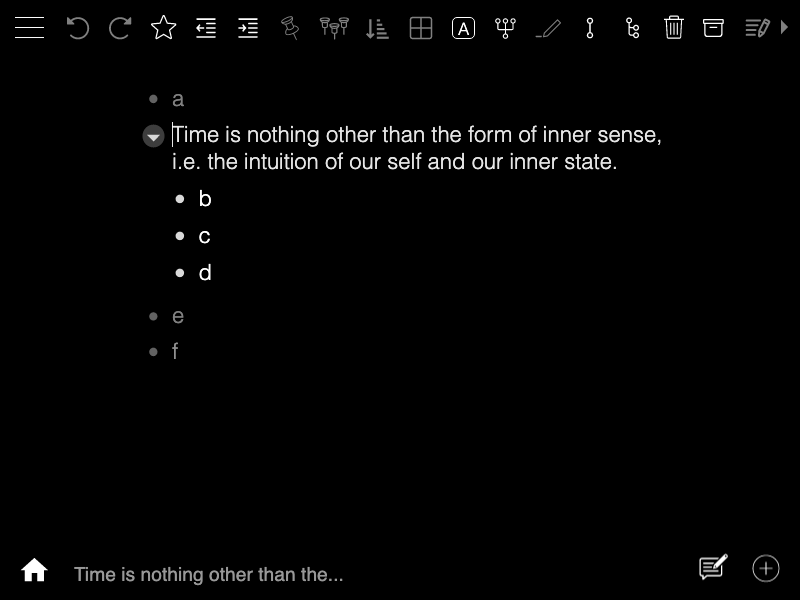 A
a
Time is nothing other than the form of inner sense,
i.e. the intuition of our self and our inner state.
b
c
d
e
f
Time is nothing other than the...